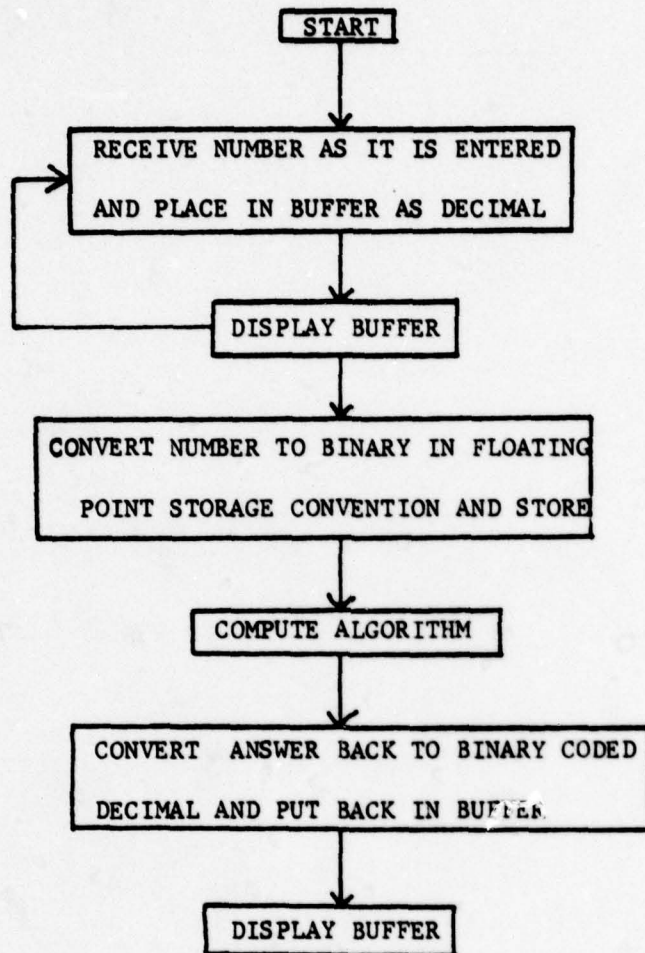 START
RECEIVE NUMBER AS IT IS ENTERED
AND PLACE IN BUFFER AS DECIMAL
DISPLAY BUFFER
CONVERT NUMBER TO BINARY IN FLOATING
POINT STORAGE CONVENTION AND STORE
COMPUTE ALGORITHM
CONVERT ANSWER BACK TO BINARY CODED
DECIMAL AND PUT BACK IN BUFFER
DISPLAY BUFFER